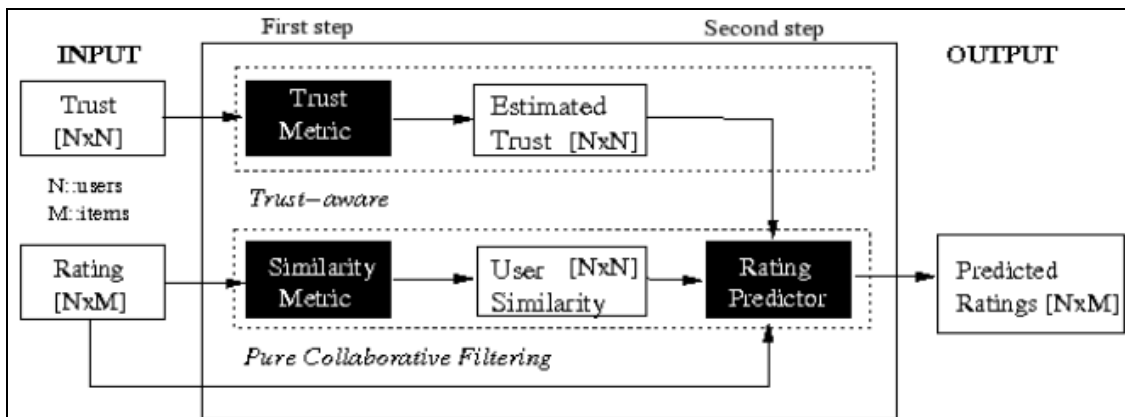 First step
Second step
INPUT
OUTPUT
Trust
[NxN]
Trust
Metric
Estimated
Trust [NxN]
N::users
M::items
Trust-aware
Rating
[NxM]
Similarity
Metric
User [NxN]
Similarity
Rating
Predictor
Predicted
Ratings [NxM]
Pure Collaborative Filtering